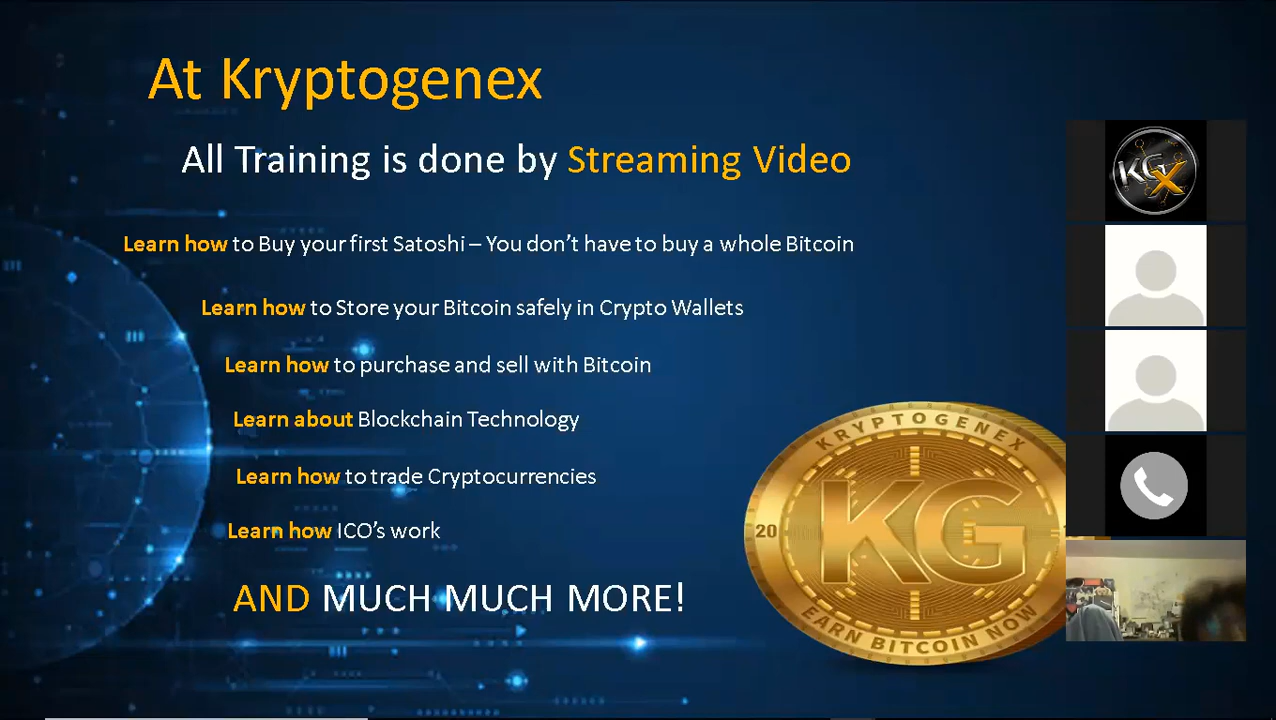 At Kryptogenex
All Training is done by Streaming Video
Learn how to Buy your first Satoshi – You don't have to buy a whole Bitcoin
Learn how to Store your Bitcoin safely in Crypto Wallets
Learn how to purchase and sell with Bitcoin
Learn about Blockchain Technology
Learn how to trade Cryptocurrencies
Learn how ICO's work
AND MUCH MUCH MORE!
KRYPTOGENEX
20
KG
EARN BITCOIN NOW
KGX